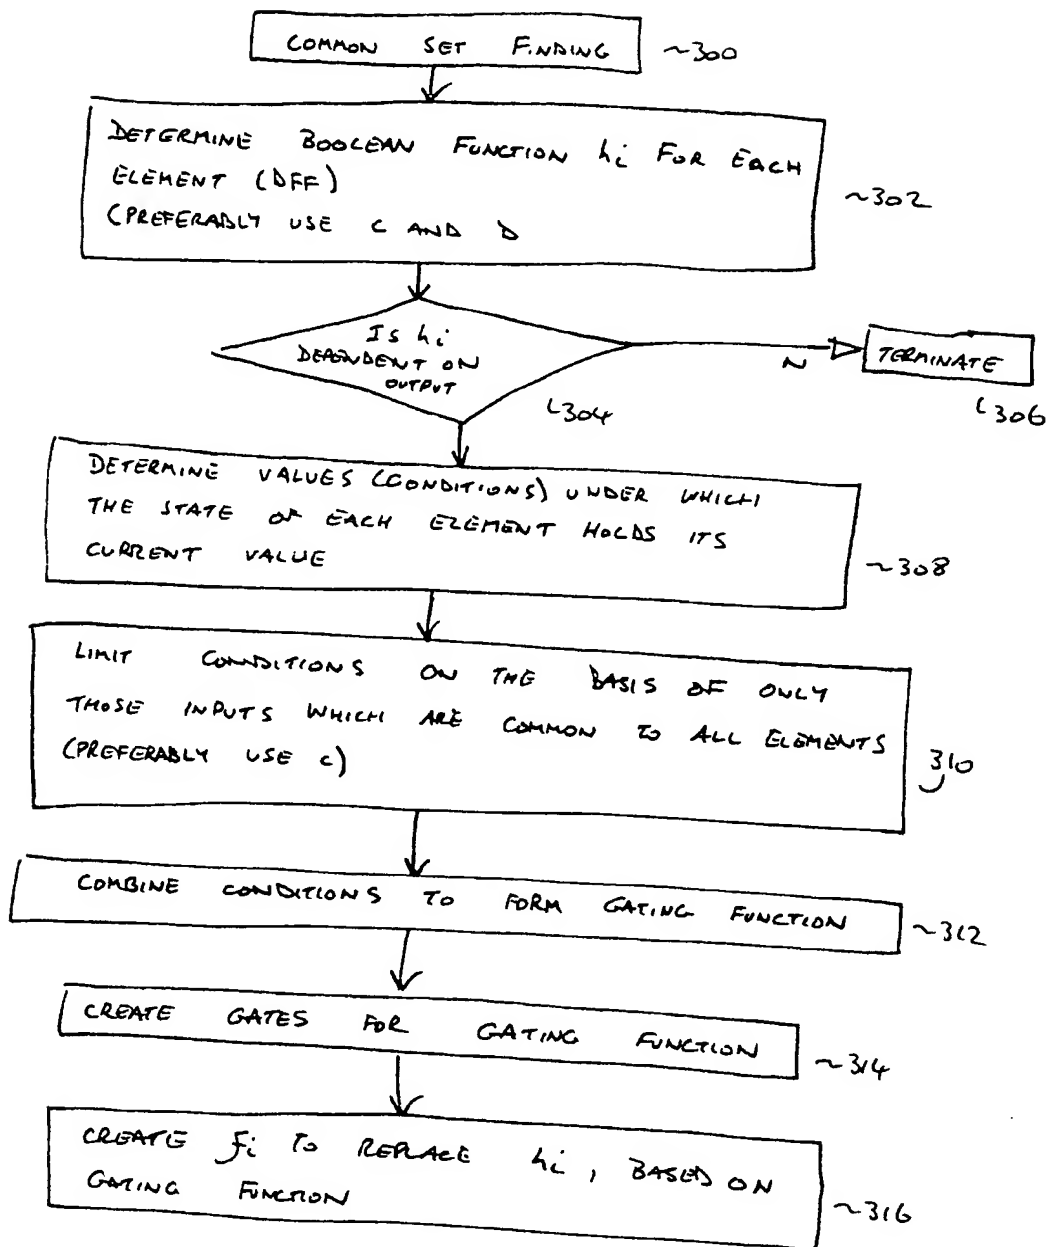 COMMON SET FINDING ~300
DETERMINE BOOLEAN FUNCTION hi FOR EACH
ELEMENT (DFF)
(PREFERABLY USE C AND D
~302
Is hi
DEPENDENT ON
OUTPUT
304
N
TERMINATE
306
DETERMINE VALUES (CONDITIONS) UNDER WHICH
THE STATE OF EACH ELEMENT HOLDS ITS
CURRENT VALUE
~308
LIMIT CONDITIONS ON THE BASIS OF ONLY
THOSE INPUTS WHICH ARE COMMON TO ALL ELEMENTS
(PREFERABLY USE C)
310
COMBINE CONDITIONS TO FORM GATING FUNCTION
~312
CREATE GATES FOR GATING FUNCTION
~314
CREATE fi TO REPLACE hi, BASED ON
GATING FUNCTION
~316